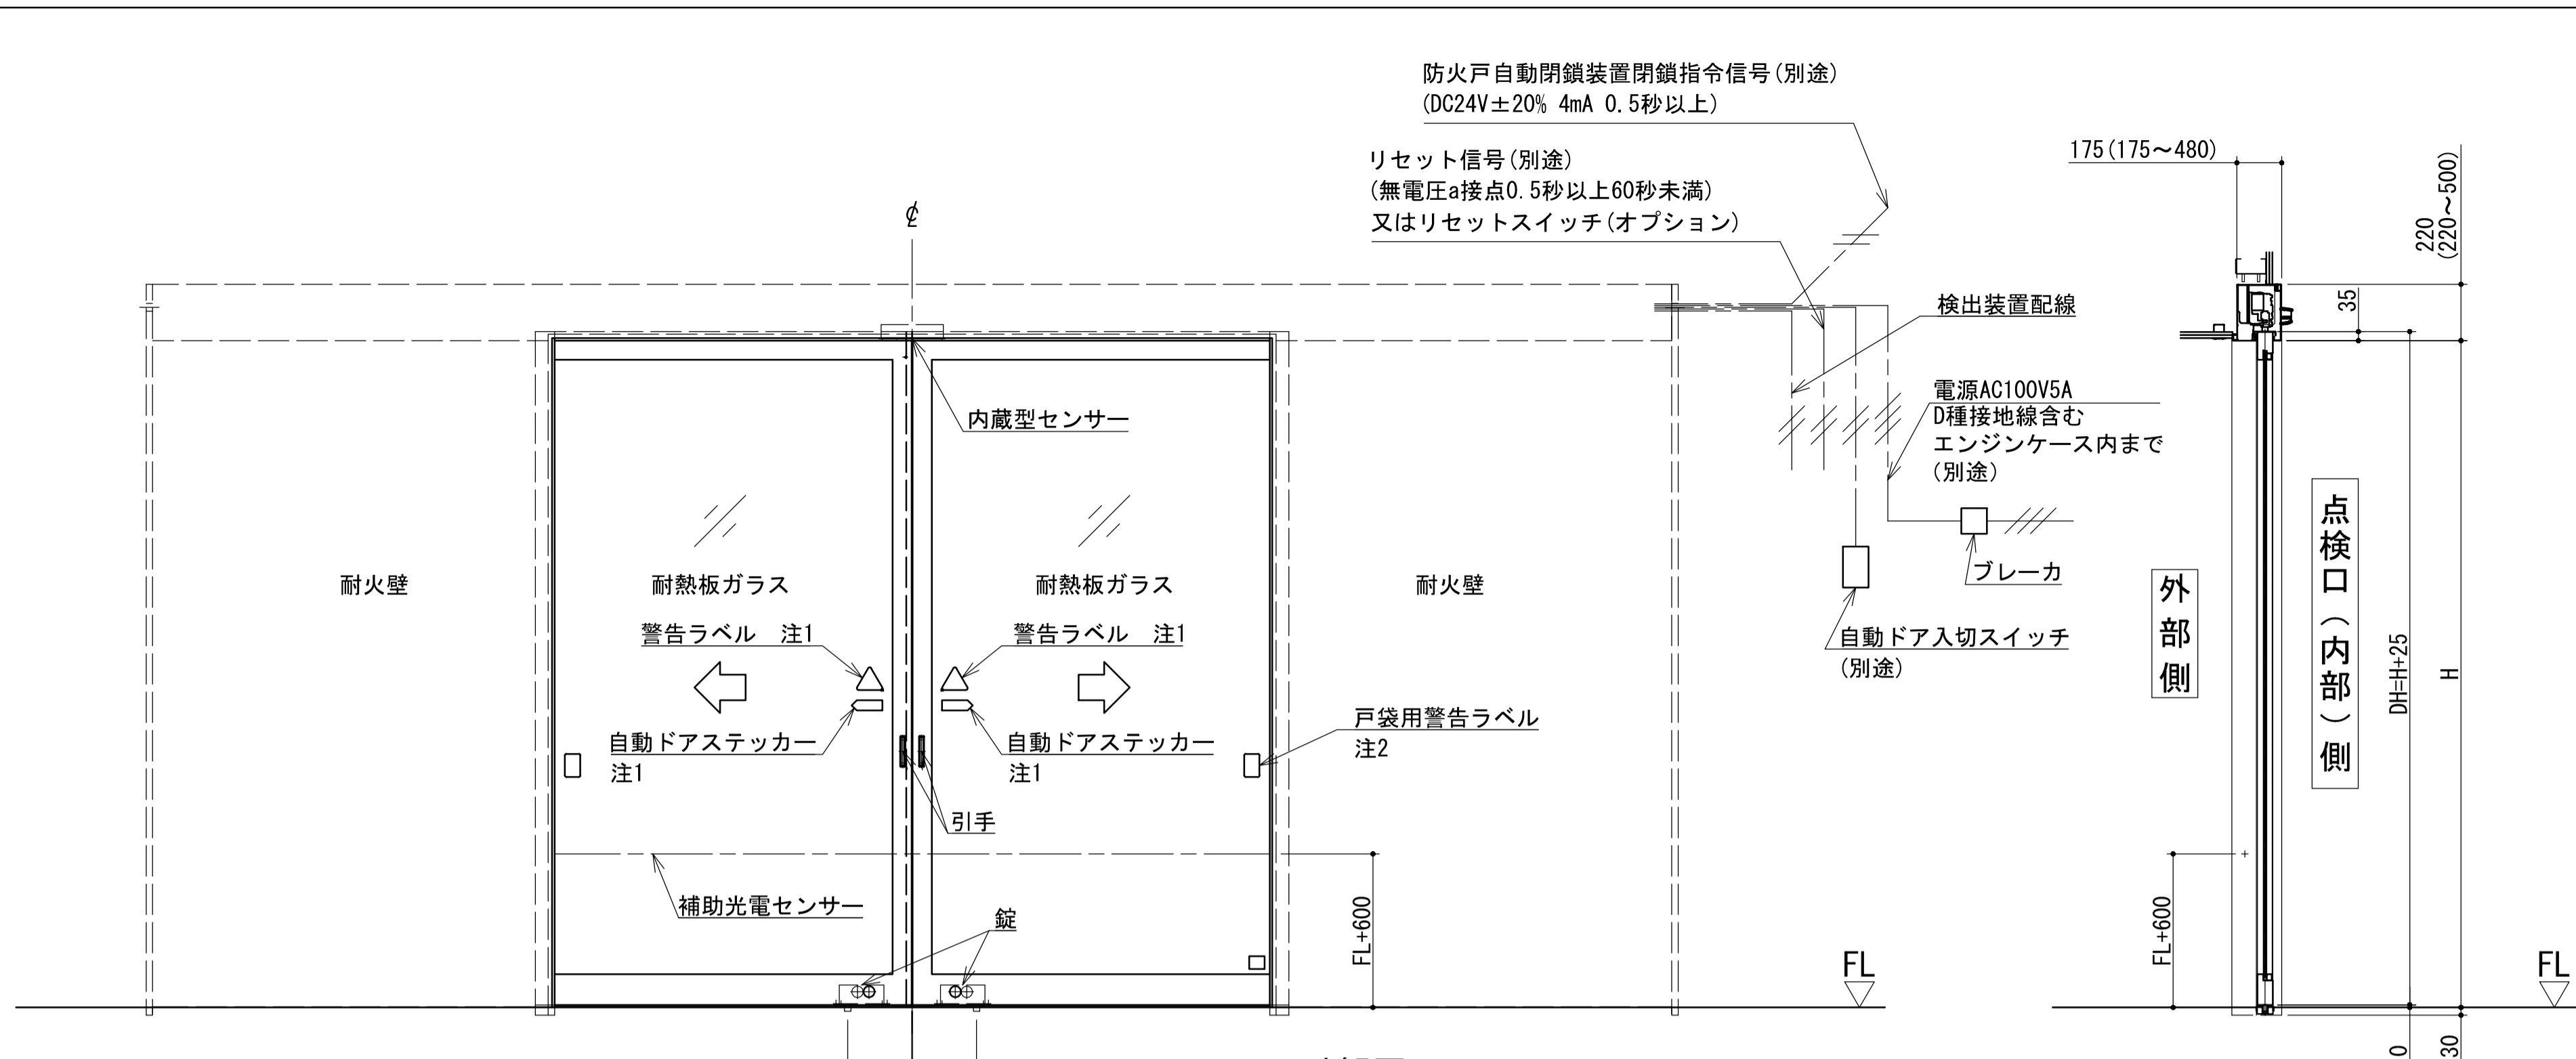 防火戸自動閉鎖装置閉鎖指令信号(別途)
(DC24V±20% 4mA 0.5秒以上)
リセット信号(別途)
(無電圧a接点0.5秒以上60秒未満)
又はリセットスイッチ(オプション)
175(175～480)
220
(220～500)
35
検出装置配線
電源AC100V5A
D種接地線含む
エンジンケース内まで
(別途)
内蔵型センサー
耐火壁
耐熱板ガラス
耐熱板ガラス
耐火壁
ブレーカ
外部側
点検口(内部)側
警告ラベル 注1
警告ラベル 注1
自動ドア入切スイッチ
(別途)
DH=H+25
H
自動ドアステッカー
注1
自動ドアステッカー
注1
戸袋用警告ラベル
注2
引手
補助光電センサー
錠
FL+600
FL
FL+600
FL
30